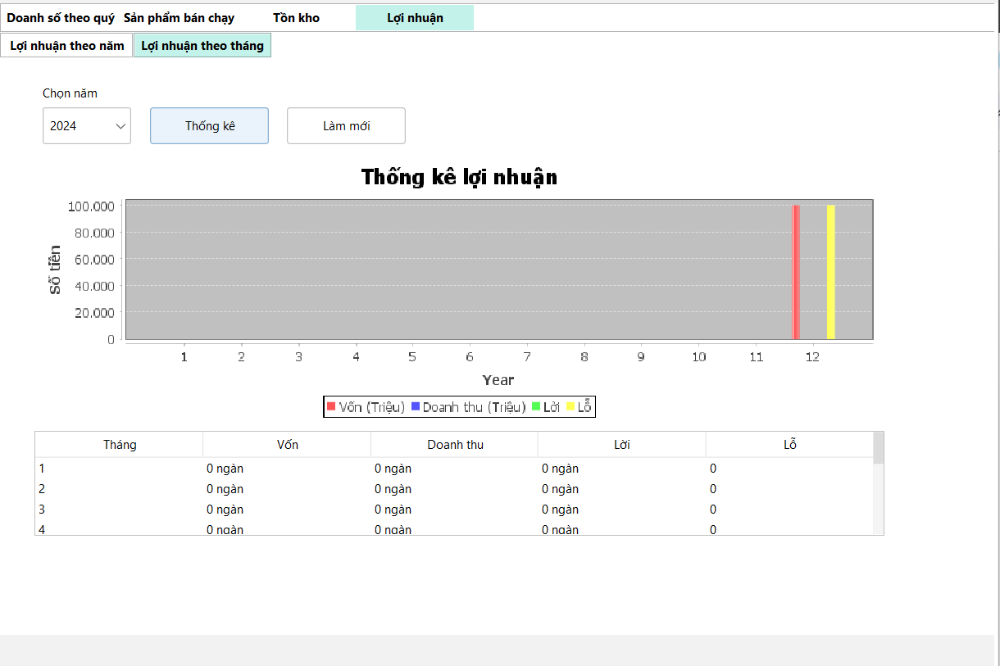 Doanh số theo quý Sản phẩm bán chạy Tồn kho Lợi nhuận
Lợi nhuận theo năm Lợi nhuận theo tháng
Chọn năm
2024 Thống kê Làm mới
Thống kê lợi nhuận
Số tiền
100.000
80.000
60.000
40.000
20.000
0
1 2 3 4 5 6 7 8 9 10 11 12
Year
Vốn (Triệu) Doanh thu (Triệu) Lời Lỗ
Tháng Vốn Doanh thu Lời Lỗ
1 0 ngàn 0 ngàn 0 ngàn 0
2 0 ngàn 0 ngàn 0 ngàn 0
3 0 ngàn 0 ngàn 0 ngàn 0
4 0 ngàn 0 ngàn 0 ngàn 0